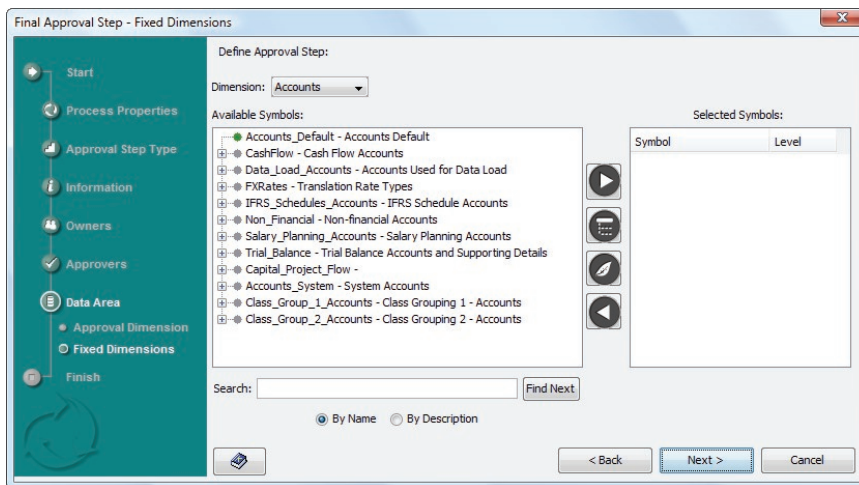 Final Approval Step - Fixed Dimensions
Start
Process Properties
Approval Step Type
Information
Owners
Approvers
Data Area
Approval Dimension
Fixed Dimensions
Finish
Define Approval Step:
Dimension: Accounts
Available Symbols:
Accounts_Default - Accounts Default
CashFlow - Cash Flow Accounts
Data_Load_Accounts - Accounts Used for Data Load
FXRates - Translation Rate Types
IFRS_Schedules_Accounts - IFRS Schedule Accounts
Non_Financial - Non-financial Accounts
Salary_Planning_Accounts - Salary Planning Accounts
Trial_Balance - Trial Balance Accounts and Supporting Details
Capital_Project_Flow -
Accounts_System - System Accounts
Class_Group_1_Accounts - Class Grouping 1 - Accounts
Class_Group_2_Accounts - Class Grouping 2 - Accounts
Selected Symbols:
Symbol Level
Search: Find Next
By Name By Description
< Back Next > Cancel